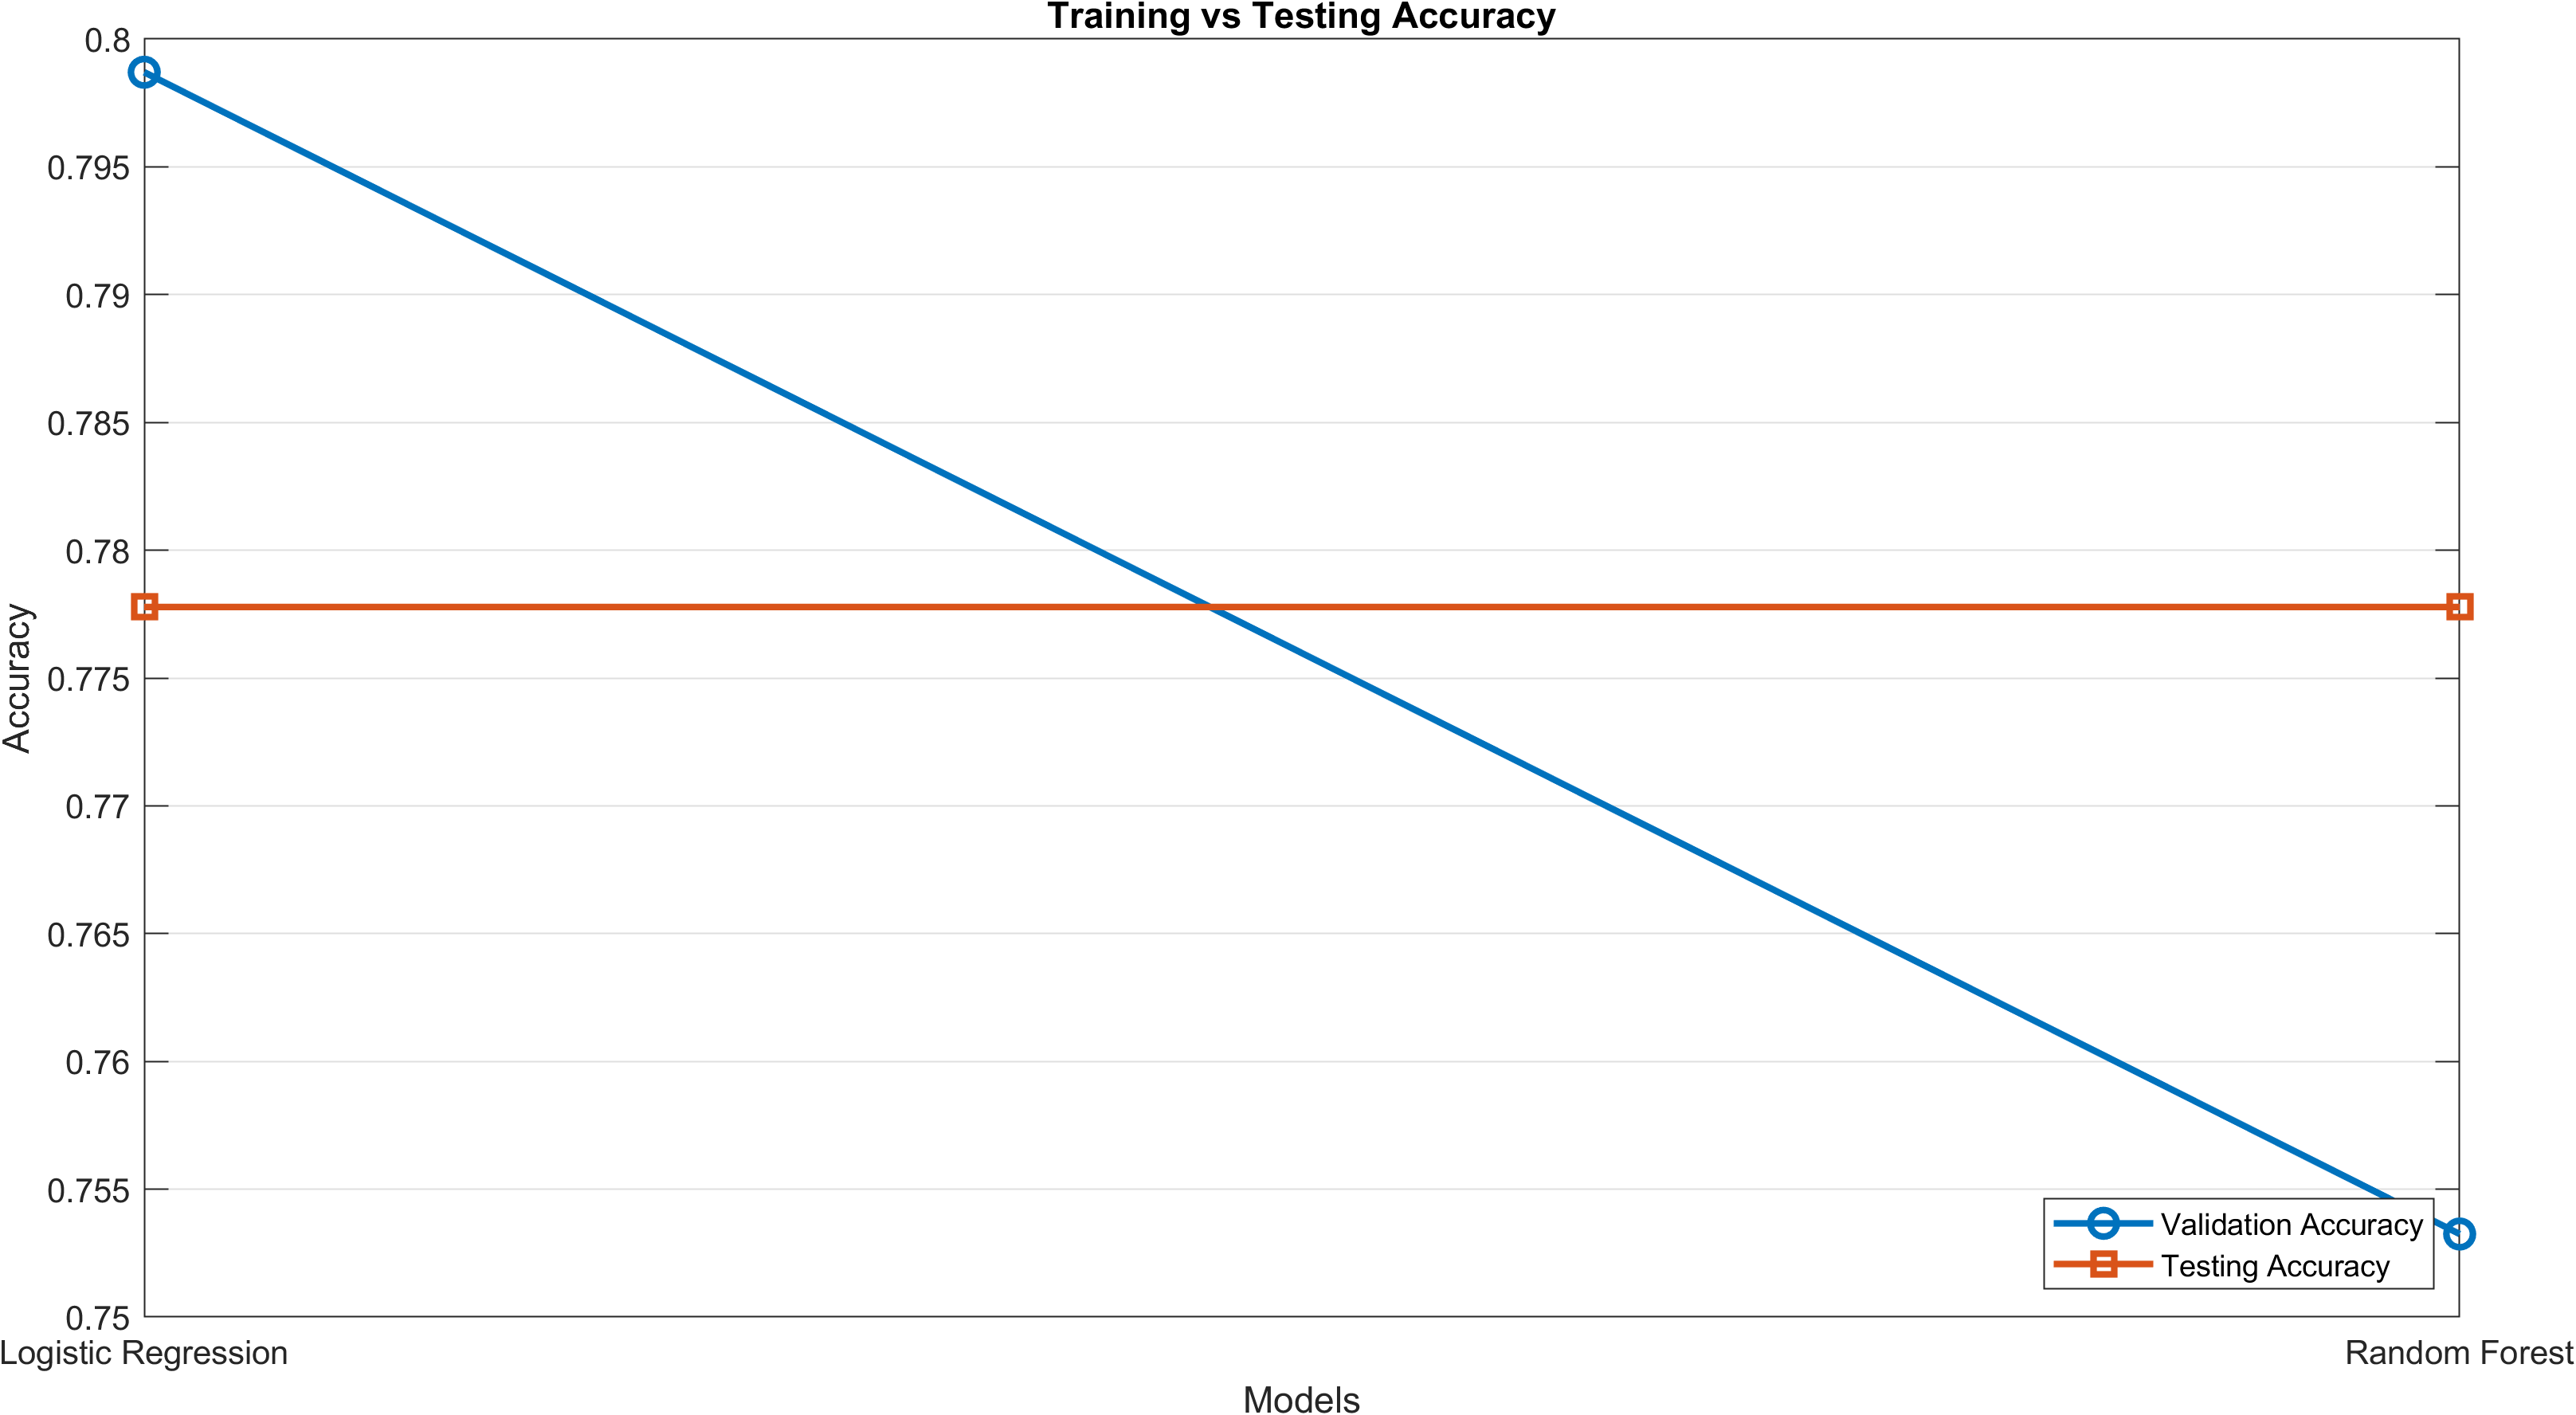 Training vs Testing Accuracy
0.8
0.795
0.79
0.785
0.78
0.775
0.77
0.765
0.76
0.755
0.75
Accuracy
Validation Accuracy
Testing Accuracy
Logistic Regression
Random Forest
Models